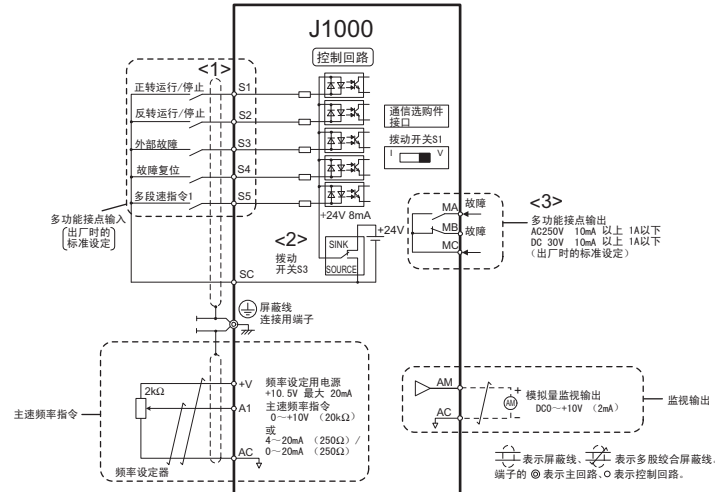 J1000
控制回路
<1>
正转运行/停止
S1
反转运行/停止
S2
外部故障
S3
故障复位
S4
多段速指令1
S5
多功能接点输入
出厂时的
标准设定
通信选购件
接口
拨动开关S1
I
V
+24V 8mA
<2>
拨动
开关S3
SINK
SOURCE
+24V
MA
故障
MB
故障
MC
<3>
多功能接点输出
AC250V 10mA 以上 1A以下
DC 30V 10mA 以上 1A以下
（出厂时的标准设定）
SC
屏蔽线
连接用端子
主速频率指令
2kΩ
频率设定器
+V
频率设定用电源
+10.5V 最大 20mA
A1
主速频率指令
0～+10V （20kΩ）
或
4～20mA （250Ω）/
0～20mA （250Ω）
AC
AM
AC
+
AM
−
模拟量监视输出
DC0～+10V （2mA）
监视输出
表示屏蔽线、 表示多股绞合屏蔽线。
端子的 ◎ 表示主回路、○ 表示控制回路。